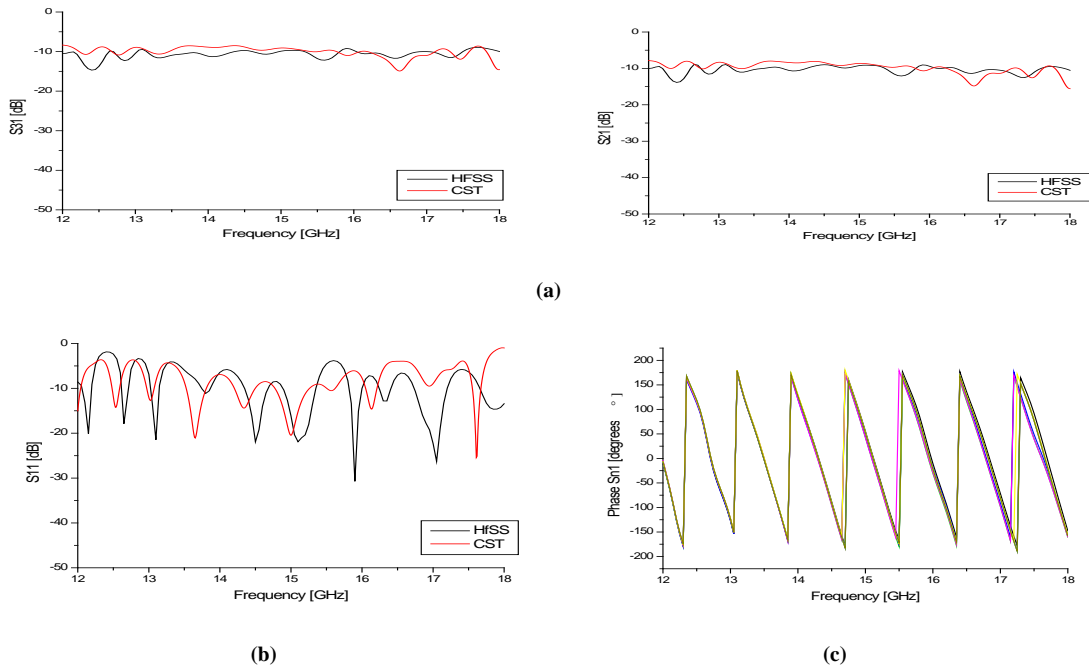 0
-10
-20
-30
-40
-50
S31 [dB]
HFSS
CST
12 13 14 15 16 17 18
Frequency [GHz]
0
-10
-20
-30
-40
-50
S21 [dB]
HFSS
CST
12 13 14 15 16 17 18
Frequency [GHz]
(a)
0
-10
-20
-30
-40
-50
S11 [dB]
HfSS
CST
12 13 14 15 16 17 18
Frequency [GHz]
200
150
100
50
0
-50
-100
-150
-200
Phase Sm1 [degrees °]
12 13 14 15 16 17 18
Frequency [GHz]
(b) (c)